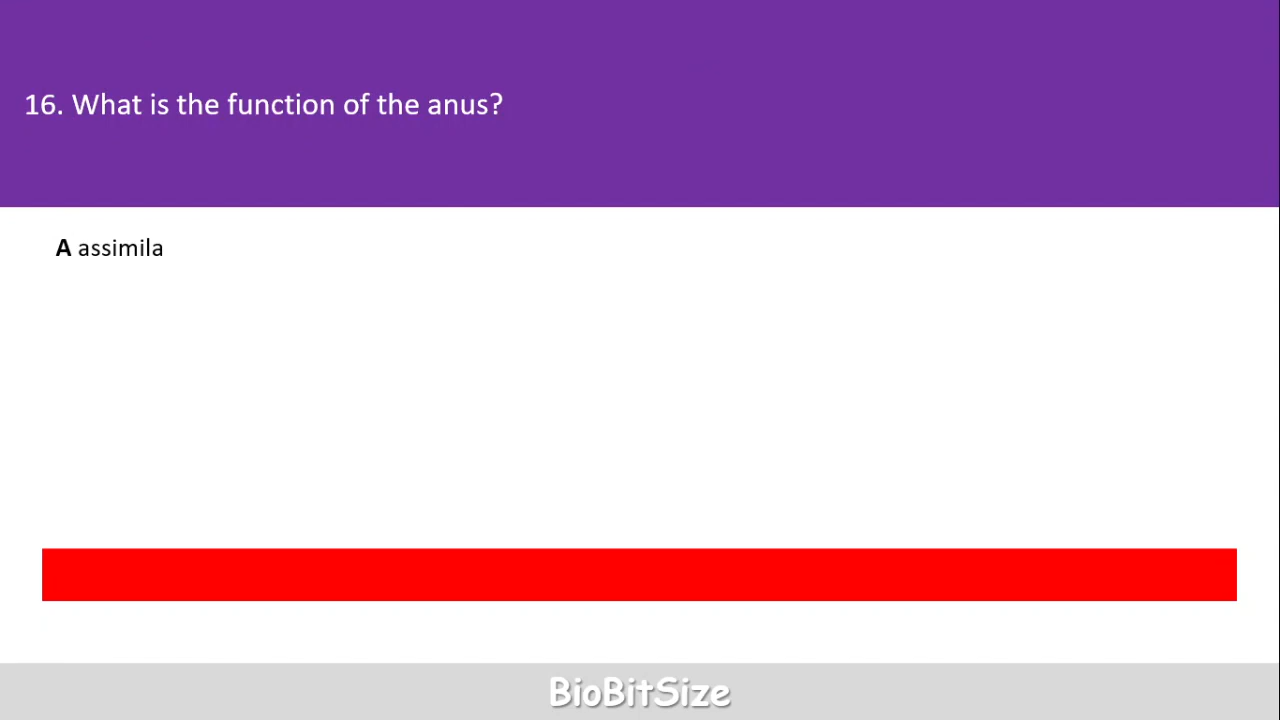 16. What is the function of the anus?
A assimila
BioBitSize